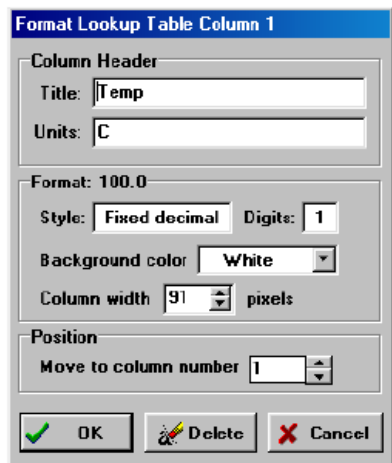 Format Lookup Table Column 1
Column Header
Title: Temp
Units: C
Format: 100.0
Style: Fixed decimal Digits: 1
Background color White
Column width 91 pixels
Position
Move to column number 1
OK Delete Cancel